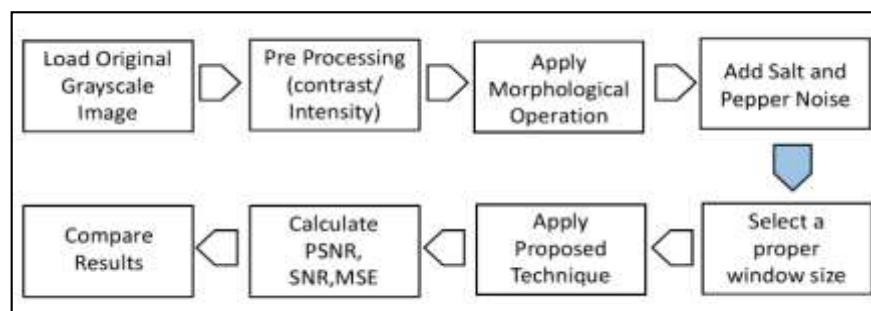 Load Original
Grayscale
Image
Pre Processing
(contrast/
Intensity)
Apply
Morphological
Operation
Add Salt and
Pepper Noise
Select a
proper
window size
Apply
Proposed
Technique
Calculate
PSNR,
SNR,MSE
Compare
Results